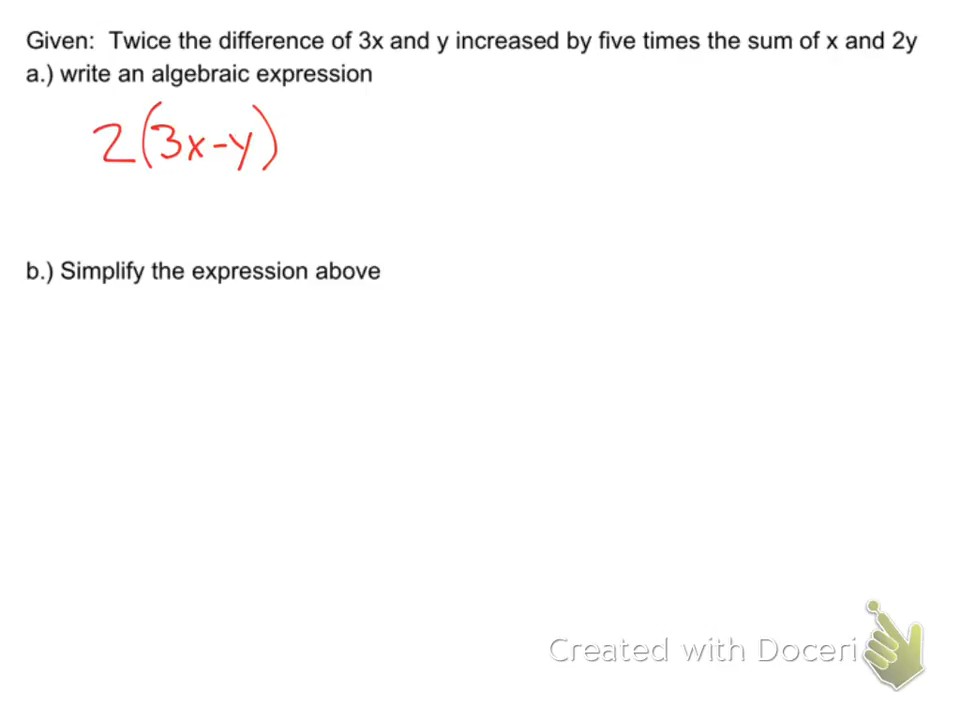 Given:  Twice the difference of 3x and y increased by five times the sum of x and 2y
a.) write an algebraic expression
2(3x-y)
b.) Simplify the expression above
Created with Doceri